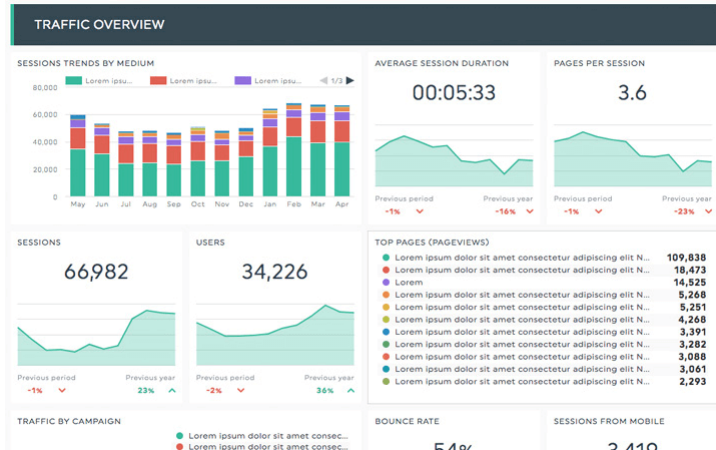 TRAFFIC OVERVIEW
SESSIONS TRENDS BY MEDIUM
Lorem ipsu... Lorem ipsu... Lorem ipsu... 1/3
80,000
60,000
40,000
20,000
0
May Jun Jul Aug Sep Oct Nov Dec Jan Feb Mar Apr
AVERAGE SESSION DURATION
00:05:33
Previous period Previous year
-1% -16%
PAGES PER SESSION
3.6
Previous period Previous year
-1% -23%
SESSIONS
66,982
Previous period Previous year
-1% 23%
USERS
34,226
Previous period Previous year
-2% 36%
TOP PAGES (PAGEVIEWS)
Lorem ipsum dolor sit amet consectetur adipiscing elit N... 109,838
Lorem ipsum dolor sit amet consectetur adipiscing elit N... 18,473
Lorem 14,525
Lorem ipsum dolor sit amet consectetur adipiscing elit N... 5,268
Lorem ipsum dolor sit amet consectetur adipiscing elit N... 5,251
Lorem ipsum dolor sit amet consectetur adipiscing elit N... 4,268
Lorem ipsum dolor sit amet consectetur adipiscing elit N... 3,391
Lorem ipsum dolor sit amet consectetur adipiscing elit N... 3,282
Lorem ipsum dolor sit amet consectetur adipiscing elit N... 3,088
Lorem ipsum dolor sit amet consectetur adipiscing elit N... 3,061
Lorem ipsum dolor sit amet consectetur adipiscing elit N... 2,293
TRAFFIC BY CAMPAIGN
Lorem ipsum dolor sit amet consec...
Lorem ipsum dolor sit amet consec...
BOUNCE RATE
54%
SESSIONS FROM MOBILE
3,419